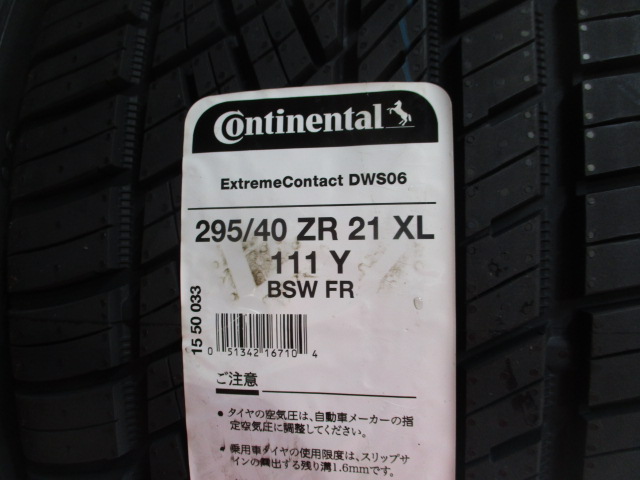 Continental
ExtremeContact DWS06
295/40 ZR 21 XL
111 Y
BSW FR
15 50 033
0 51342 16710 4
ご注意
● タイヤの空気圧は、自動車メーカーの指
定空気圧に調整してください。
● 乗用車タイヤの使用限度は、スリップサ
インの露出する残り溝1.6mmです。